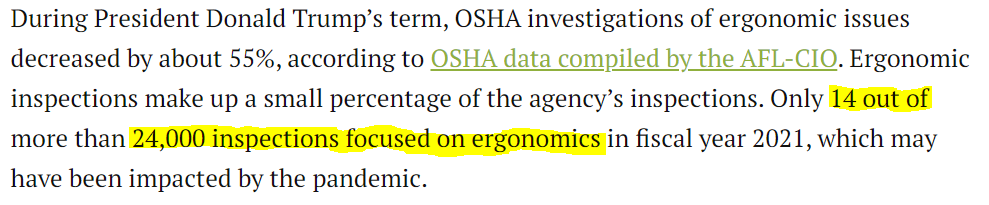 During President Donald Trump’s term, OSHA investigations of ergonomic issues
decreased by about 55%, according to OSHA data compiled by the AFL-CIO. Ergonomic
inspections make up a small percentage of the agency’s inspections. Only 14 out of
more than 24,000 inspections focused on ergonomics in fiscal year 2021, which may
have been impacted by the pandemic.